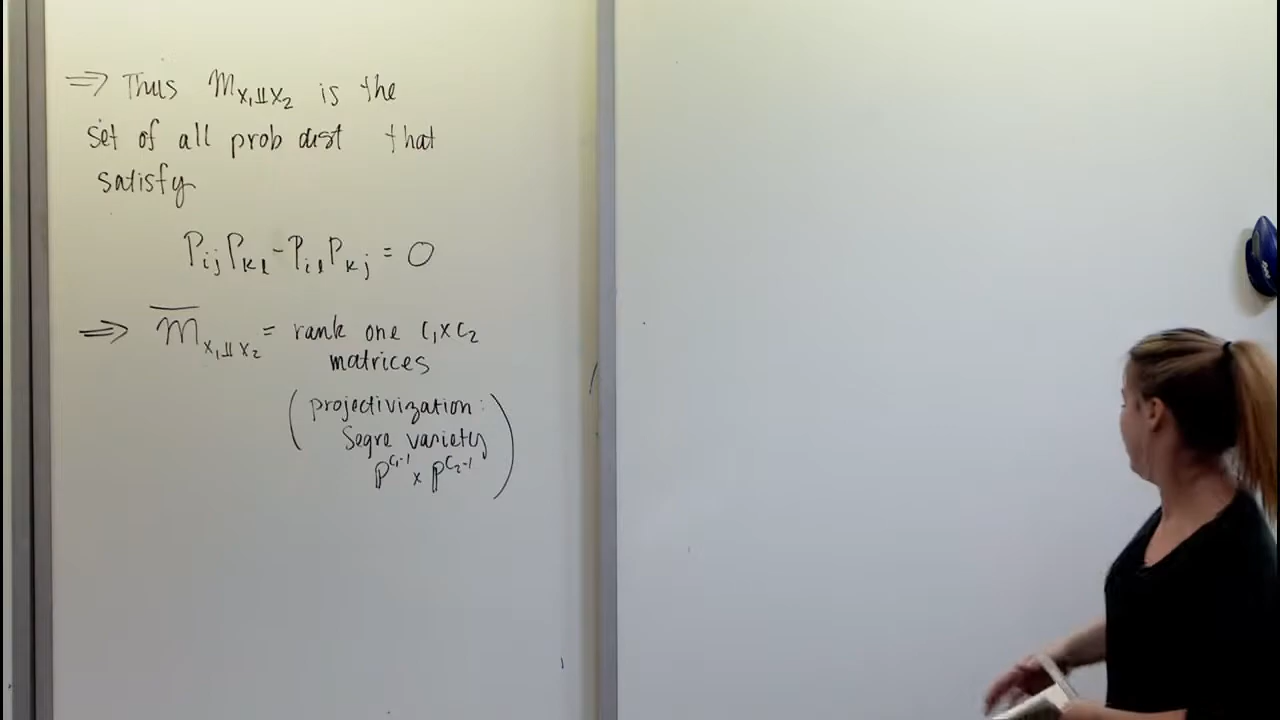 ⇒ Thus M_{X₁⫫X₂} is the
set of all prob dist that
satisfy
P_{ij}P_{kl} - P_{il}P_{kj} = 0
⇒ \overline{M}_{X₁⫫X₂} = rank one C₁×C₂
matrices
(projectivization:
Segre variety
ℙ^{C₁-1} × ℙ^{C₂-1})